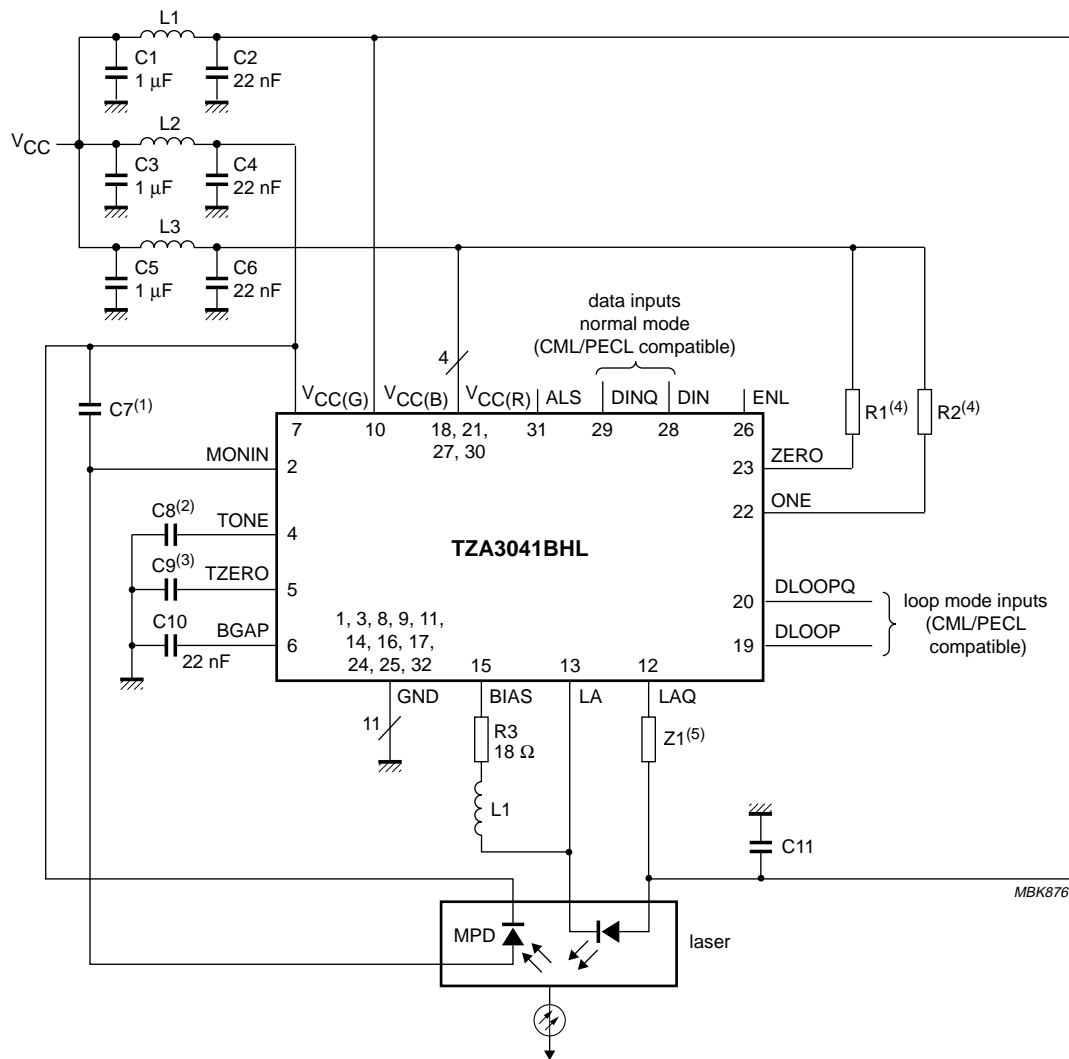 L1
C1
1 µF
C2
22 nF
VCC
L2
C3
1 µF
C4
22 nF
L3
C5
1 µF
C6
22 nF
data inputs
normal mode
(CML/PECL compatible)
4
C7(1)
VCC(G)
VCC(B)
VCC(R)
ALS
DINQ
DIN
ENL
R1(4)
R2(4)
7
10
18, 21,
27, 30
31
29
28
26
MONIN
2
23
ZERO
22
ONE
C8(2)
TONE
4
TZA3041BHL
C9(3)
TZERO
5
C10
22 nF
BGAP
6
20
DLOOPQ
19
DLOOP
loop mode inputs
(CML/PECL
compatible)
1, 3, 8, 9, 11,
14, 16, 17,
24, 25, 32
15
13
12
GND
BIAS
LA
LAQ
11
R3
18 Ω
Z1(5)
L1
C11
MBK876
MPD
laser